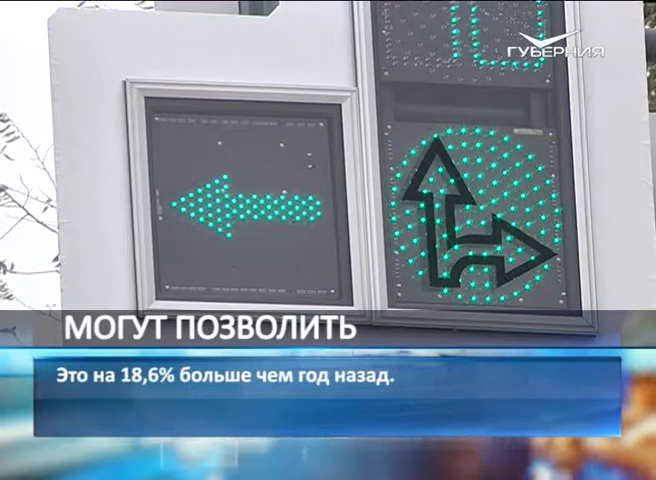 ГУБЕРНИЯ
МОГУТ ПОЗВОЛИТЬ
Это на 18,6% больше чем год назад.